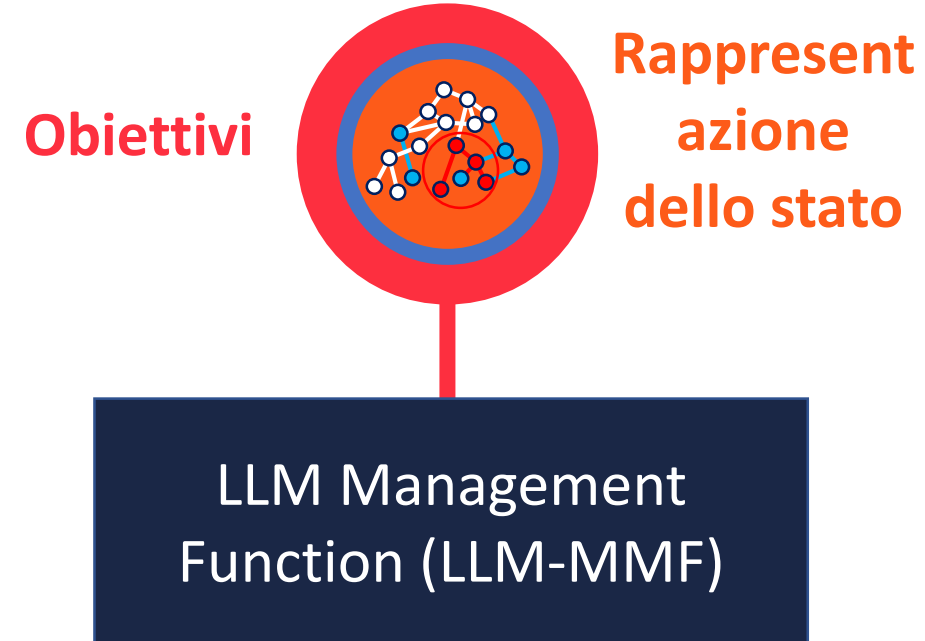 Obiettivi
Rappresent
azione
dello stato
LLM Management
Function (LLM-MMF)